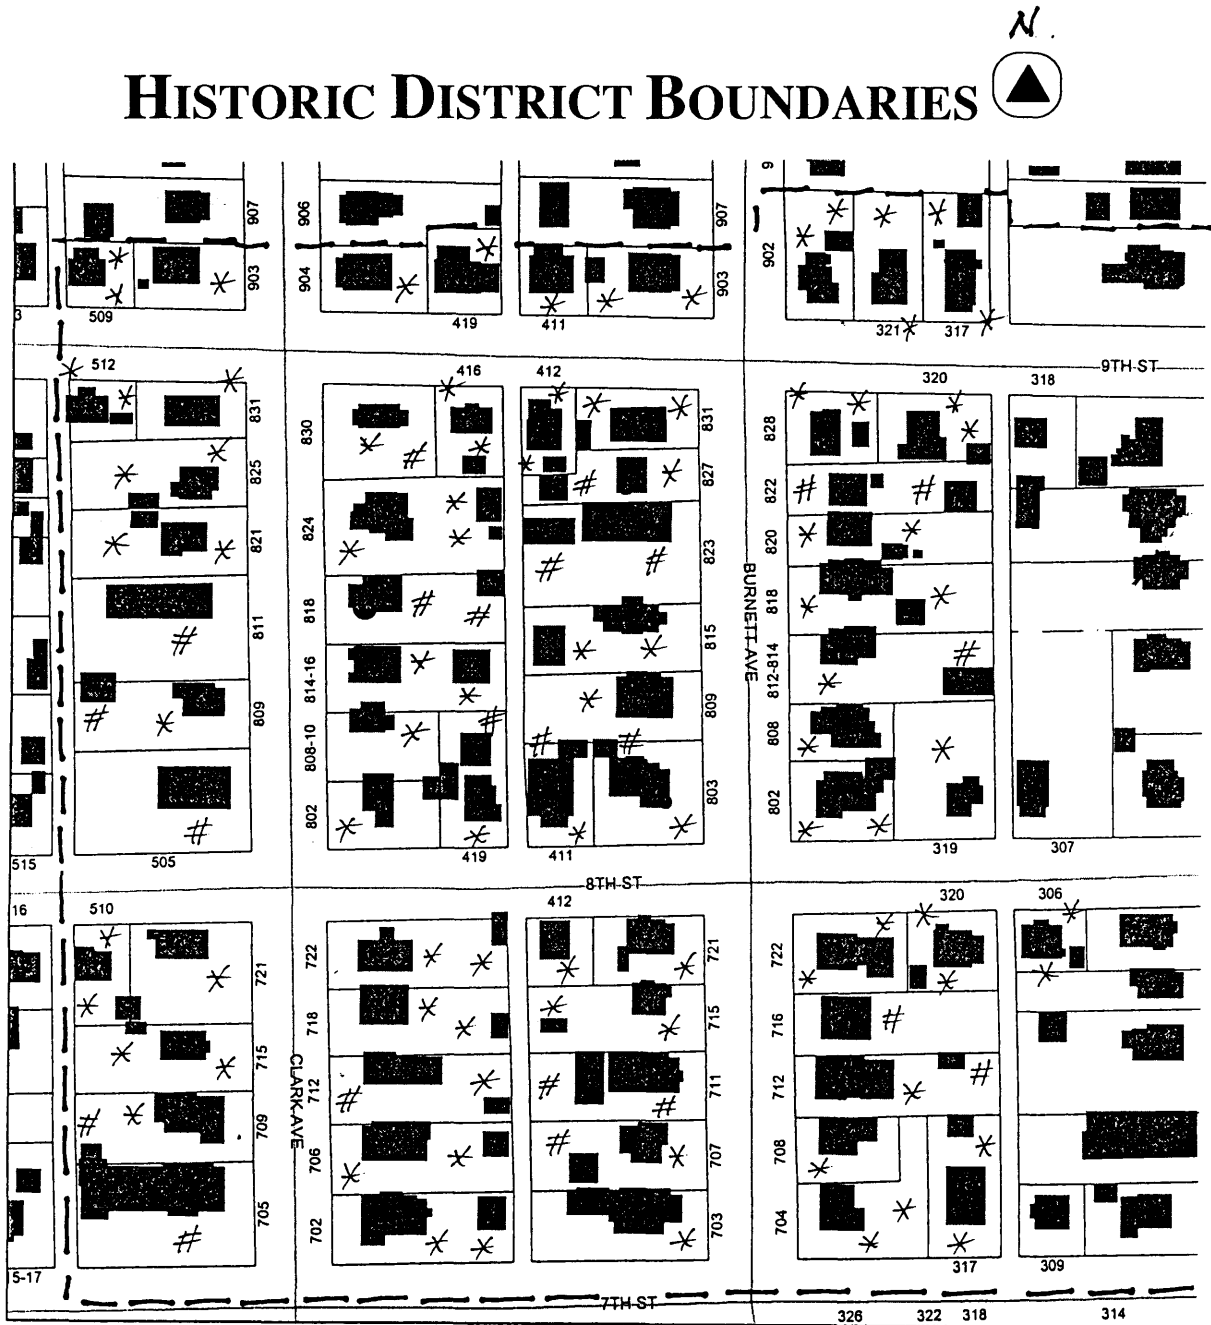 N.
HISTORIC DISTRICT BOUNDARIES
907 906 907 9
903 904 903 902
3 509 419 411 321 317
9TH ST
512 416 412 320 318
831 830 831 828
825 827 822
821 824 823 820
811 818 815 818
BURNETT AVE
809 814-16 809 812-814
808-10 808
802 803 802
515 505 419 411 319 307
8TH ST
16 510 412 320 306
721 722 721 722
715 718 715 716
CLARK AVE
709 712 711 712
706 707 708
705 702 703 704
5-17 317 309
7TH ST
326 322 318 314